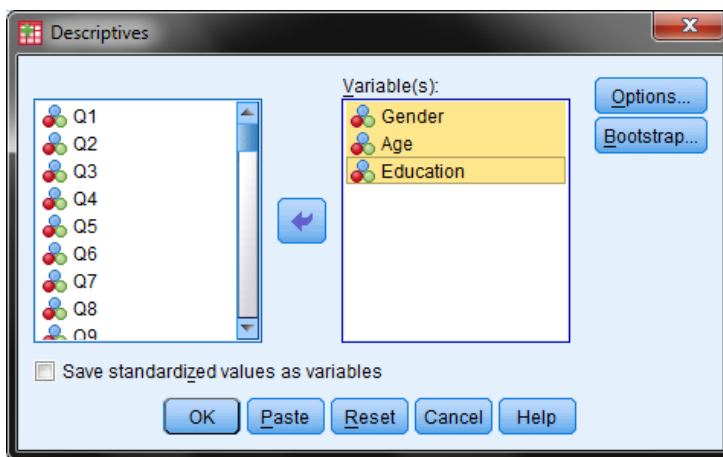 Descriptives
Variable(s):
Q1
Q2
Q3
Q4
Q5
Q6
Q7
Q8
Q9
Gender
Age
Education
Options...
Bootstrap...
Save standardized values as variables
OK Paste Reset Cancel Help